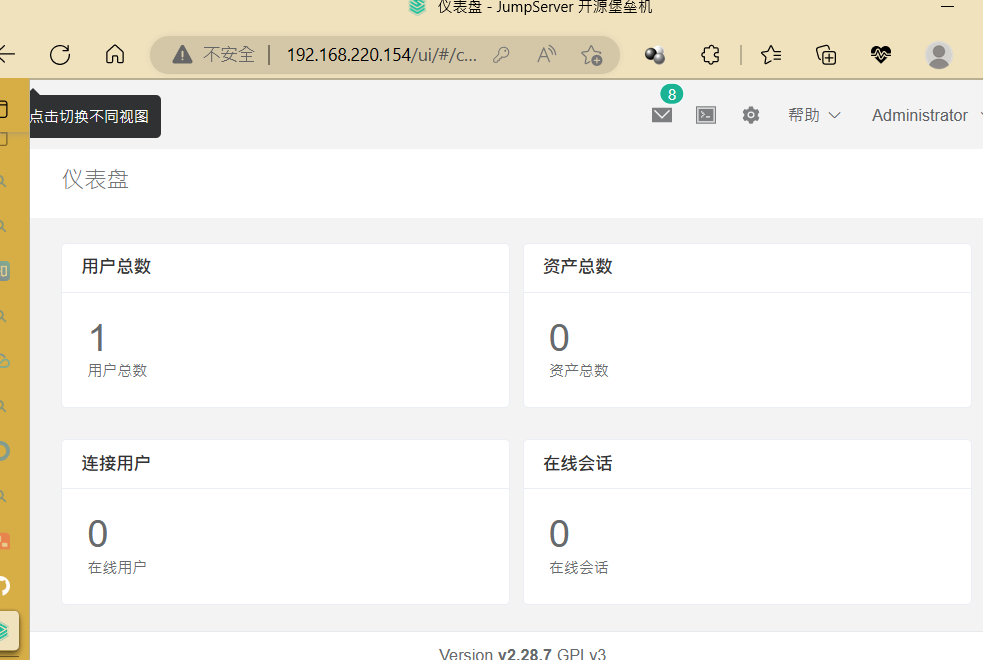 仪表盘 - JumpServer 开源堡垒机
不安全 | 192.168.220.154/ui/#/c...
点击切换不同视图
8
帮助
Administrator
仪表盘
用户总数
资产总数
1
用户总数
0
资产总数
连接用户
在线会话
0
在线用户
0
在线会话
Version v2.28.7 GPLv3